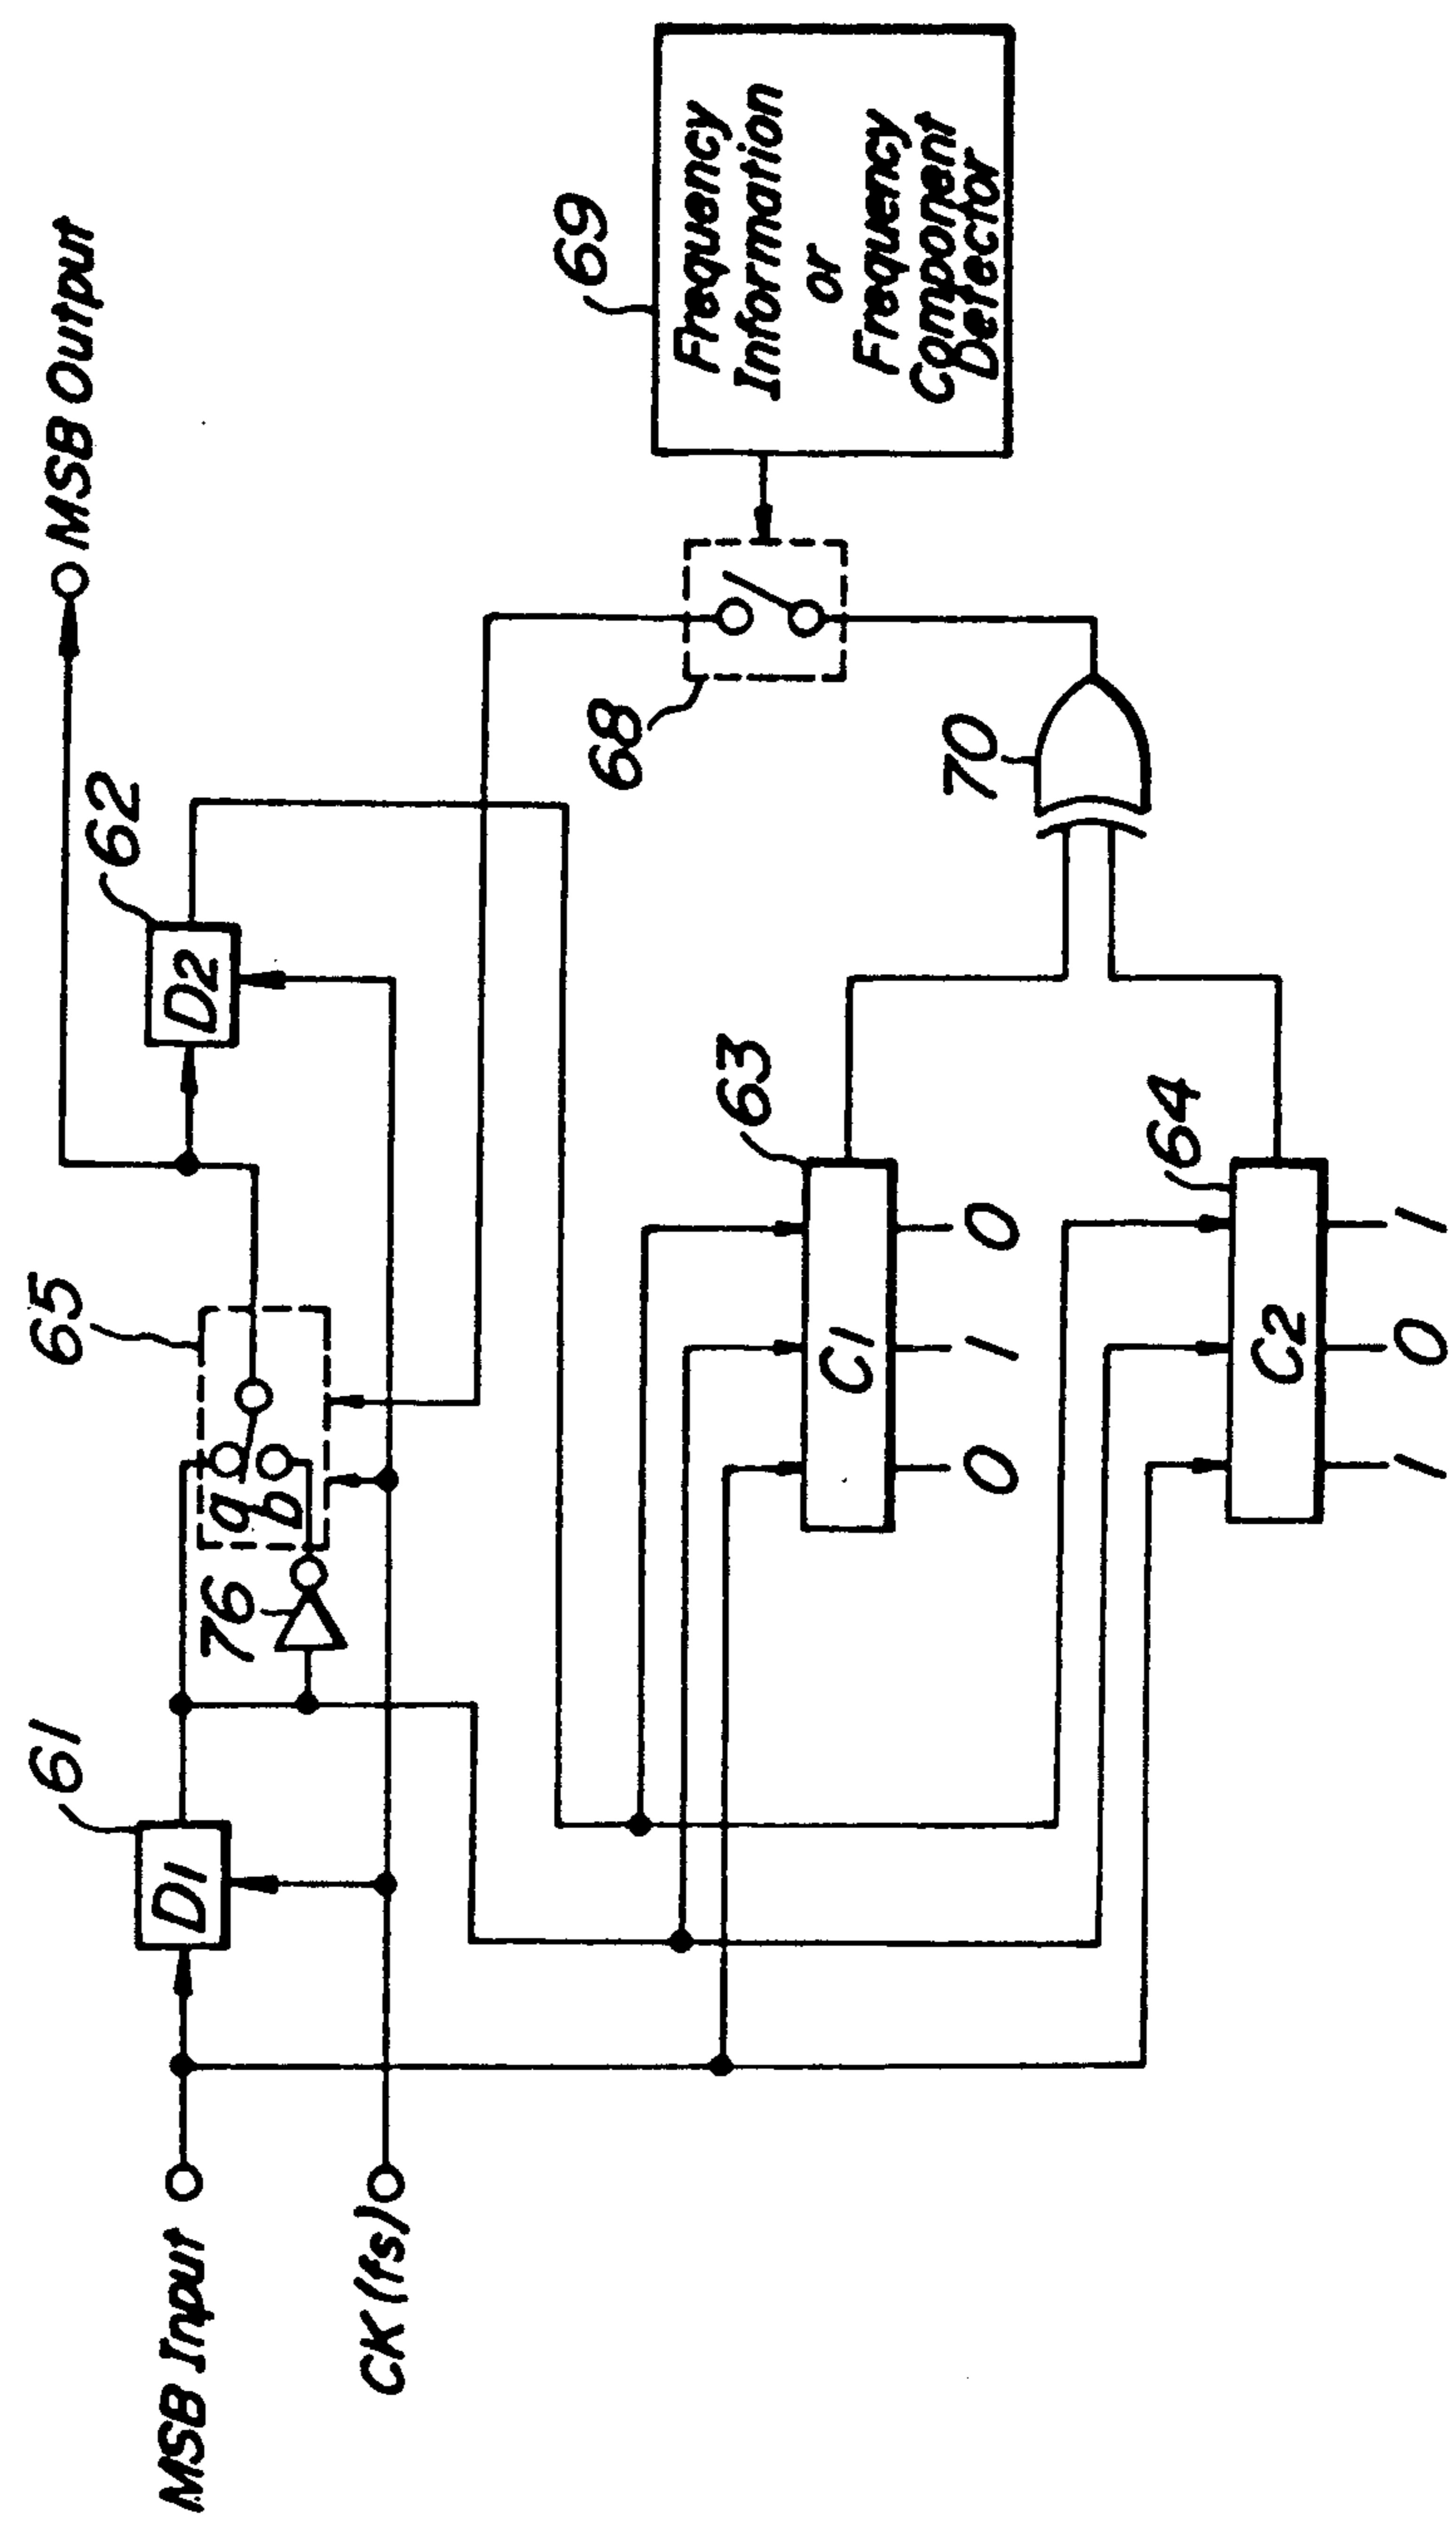 MSB Output
62
65
61
D2
a
b
76
D1
MSB Input
CK (fs)
69
Frequency
Information
or
Frequency
Component
Detector
68
70
63
C1
0 1 0
64
C2
1 0 1